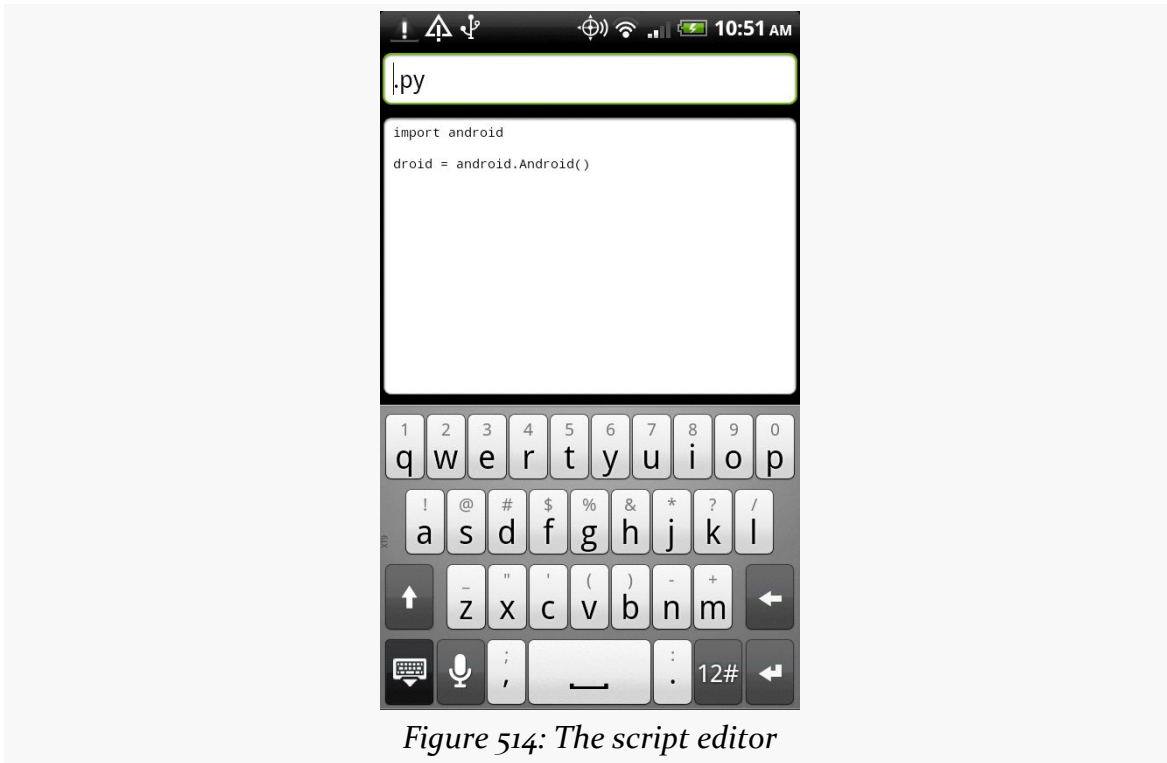 10:51 AM
.py
import android
droid = android.Android()
1 2 3 4 5 6 7 8 9 0
q w e r t y u i o p
! @ # $ % & * ? /
a s d f g h j k l
XT9
_ " ' ( ) - +
z x c v b n m
; :
, . 12#
Figure 514: The script editor